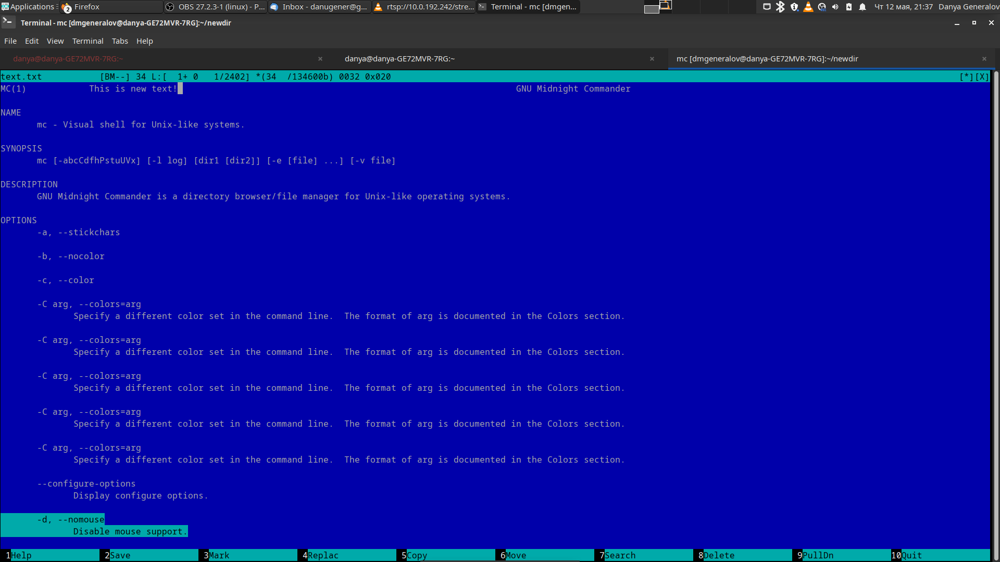 Applications 2 Firefox OBS 27.2.3-1 (linux) - P... Inbox - danugener@g... rtsp://10.0.192.242/stre... Terminal - mc [dmgen... Чт 12 мая, 21:37 Danya Generalov
Terminal - mc [dmgeneralov@danya-GE72MVR-7RG]:~/newdir
File Edit View Terminal Tabs Help
danya@danya-GE72MVR-7RG:~ × danya@danya-GE72MVR-7RG:~ × mc [dmgeneralov@danya-GE72MVR-7RG]:~/newdir ×
text.txt [BM--] 34 L:[ 1+ 0 1/2402] *(34 /134600b) 0032 0x020 [*][X]
MC(1) This is new text! GNU Midnight Commander
NAME
mc - Visual shell for Unix-like systems.
SYNOPSIS
mc [-abcCdfhPstuUVx] [-l log] [dir1 [dir2]] [-e [file] ...] [-v file]
DESCRIPTION
GNU Midnight Commander is a directory browser/file manager for Unix-like operating systems.
OPTIONS
-a, --stickchars
-b, --nocolor
-c, --color
-C arg, --colors=arg
Specify a different color set in the command line. The format of arg is documented in the Colors section.
-C arg, --colors=arg
Specify a different color set in the command line. The format of arg is documented in the Colors section.
-C arg, --colors=arg
Specify a different color set in the command line. The format of arg is documented in the Colors section.
-C arg, --colors=arg
Specify a different color set in the command line. The format of arg is documented in the Colors section.
-C arg, --colors=arg
Specify a different color set in the command line. The format of arg is documented in the Colors section.
--configure-options
Display configure options.
-d, --nomouse
Disable mouse support.
1Help 2Save 3Mark 4Replac 5Copy 6Move 7Search 8Delete 9PullDn 10Quit